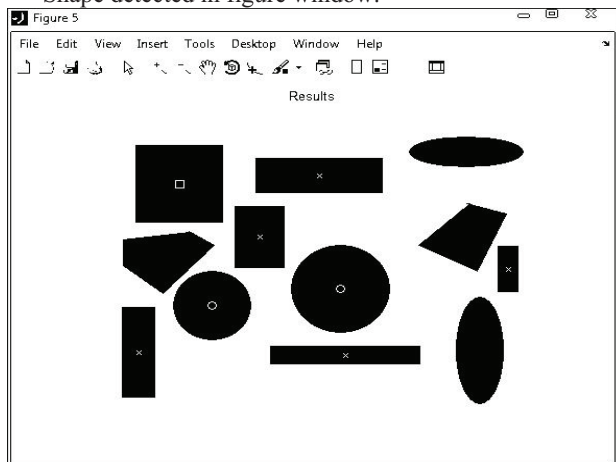 Shape detected in figure window.
Figure 5
File Edit View Insert Tools Desktop Window Help
Results